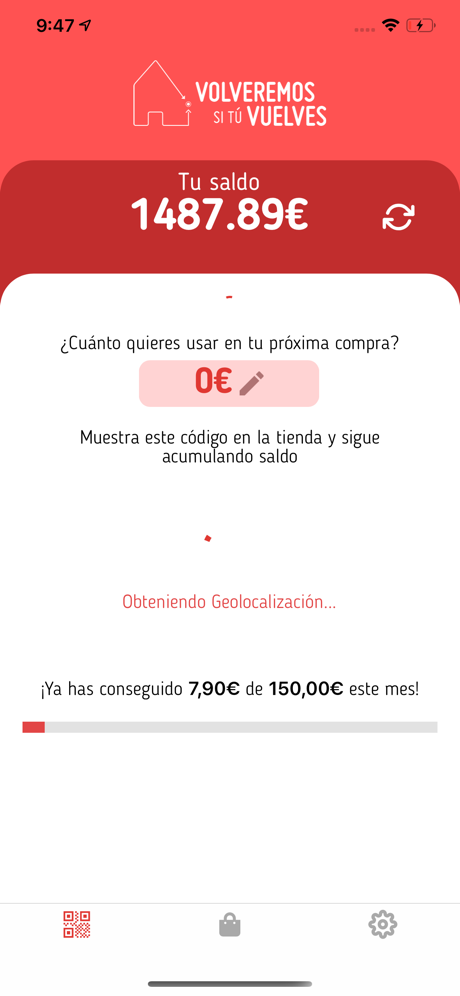 9:47
VOLVEREMOS
SI TÚ VUELVES
Tu saldo
1487.89€
¿Cuánto quieres usar en tu próxima compra?
0€
Muestra este código en la tienda y sigue
acumulando saldo
Obteniendo Geolocalización...
¡Ya has conseguido 7,90€ de 150,00€ este mes!